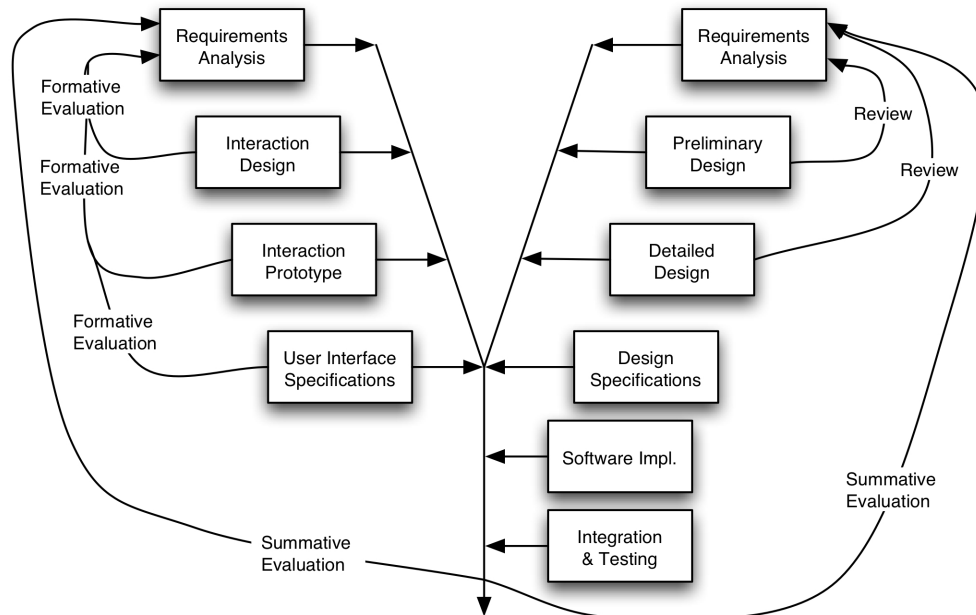 Requirements
Analysis
Requirements
Analysis
Formative
Evaluation
Review
Interaction
Design
Preliminary
Design
Formative
Evaluation
Review
Interaction
Prototype
Detailed
Design
Formative
Evaluation
User Interface
Specifications
Design
Specifications
Software Impl.
Summative
Evaluation
Integration
& Testing
Summative
Evaluation